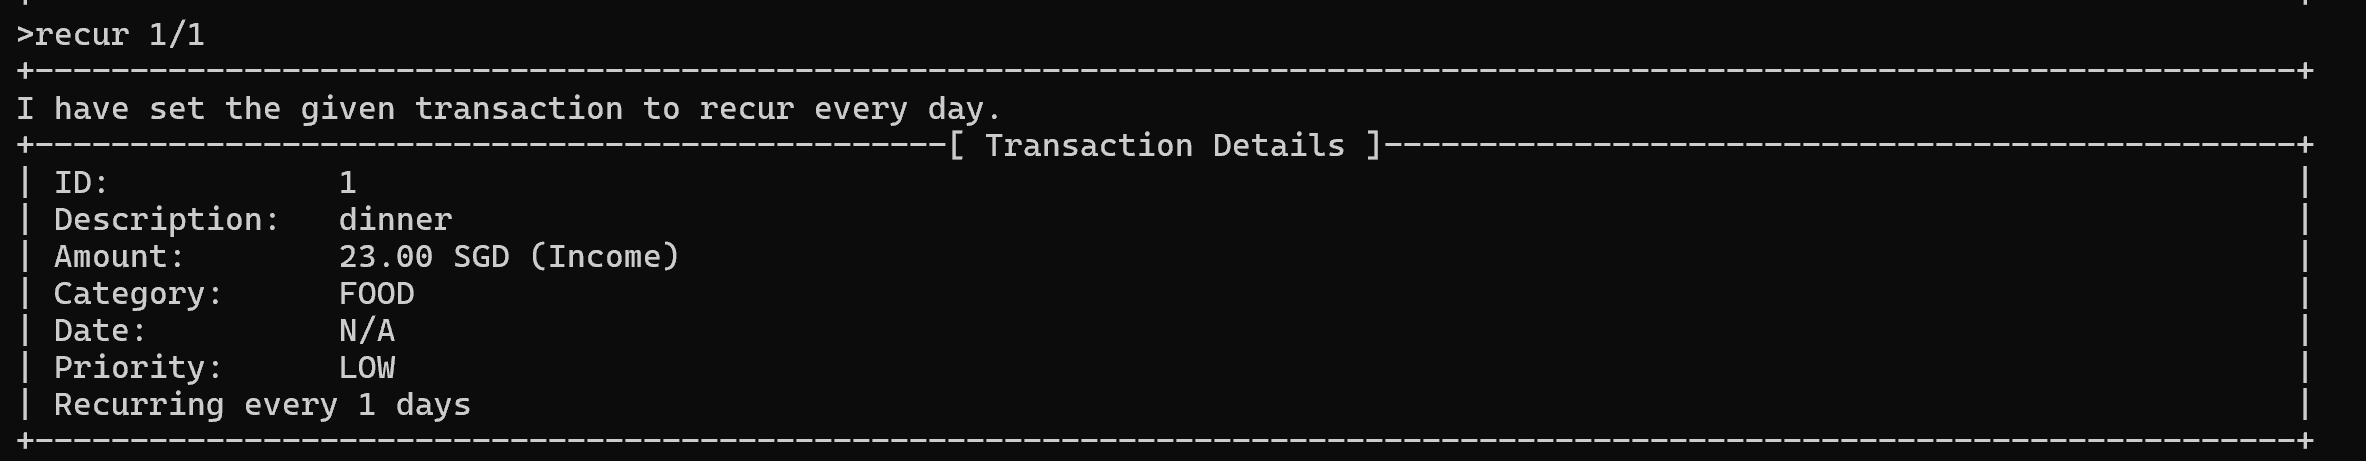 >recur 1/1
+-----------------------------------------------------------------------------------------------------------------------+
I have set the given transaction to recur every day.
+------------------------------------------------[ Transaction Details ]------------------------------------------------+
| ID:            1                                                                                                      |
| Description:   dinner                                                                                                 |
| Amount:        23.00 SGD (Income)                                                                                     |
| Category:      FOOD                                                                                                   |
| Date:          N/A                                                                                                    |
| Priority:      LOW                                                                                                    |
| Recurring every 1 days                                                                                                |
+-----------------------------------------------------------------------------------------------------------------------+